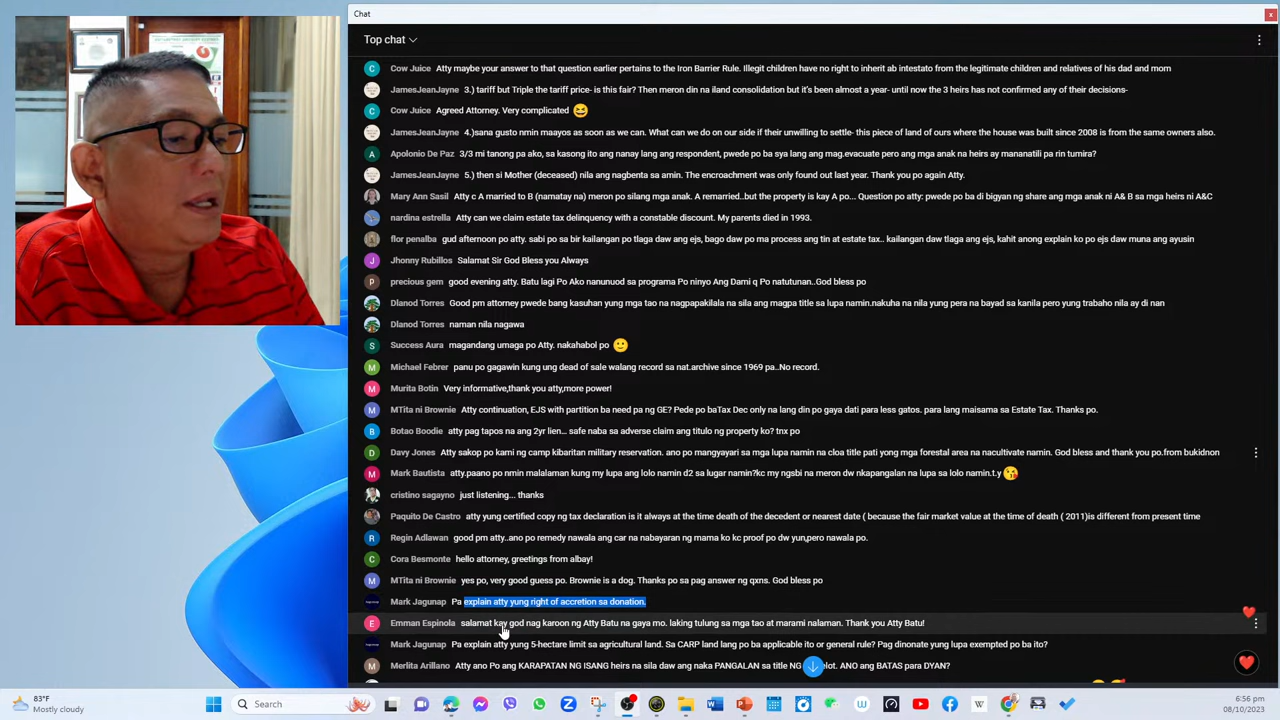 Chat
Top chat
C Cow Juice Atty maybe your answer to that question earlier pertains to the Iron Barrier Rule. Illegit children have no right to inherit ab intestato from the legitimate children and relatives of his dad and mom
JamesJeanJayne 3.) tariff but Triple the tariff price- is this fair? Then meron din na iland consolidation but it's been almost a year- until now the 3 heirs has not confirmed any of their decisions-
C Cow Juice Agreed Attorney. Very complicated 😆
JamesJeanJayne 4.)sana gusto nmin maayos as soon as we can. What can we do on our side if their unwilling to settle- this piece of land of ours where the house was built since 2008 is from the same owners also.
A Apolonio De Paz 3/3 mi tanong pa ako, sa kasong ito ang nanay lang ang respondent, pwede po ba sya lang ang mag.evacuate pero ang mga anak na heirs ay mananatili pa rin tumira?
JamesJeanJayne 5.) then si Mother (deceased) nila ang nagbenta sa amin. The encroachment was only found out last year. Thank you po again Atty.
Mary Ann Sasil Atty c A married to B (namatay na) meron po silang mga anak. A remarried..but the property is kay A po... Question po atty: pwede po ba di bigyan ng share ang mga anak ni A& B sa mga heirs ni A&C
nardina estrella Atty can we claim estate tax delinquency with a constable discount. My parents died in 1993.
flor penalba gud afternoon po atty. sabi po sa bir kailangan po tlaga daw ang ejs, bago daw po ma process ang tin at estate tax.. kailangan daw tlaga ang ejs, kahit anong explain ko po ejs daw muna ang ayusin
J Jhonny Rubillos Salamat Sir God Bless you Always
P precious gem good evening atty. Batu lagi Po Ako nanunuod sa programa Po ninyo Ang Dami q Po natutunan..God bless po
Dlanod Torres Good pm attorney pwede bang kasuhan yung mga tao na nagpapakilala na sila ang magpa title sa lupa namin.nakuha na nila yung pera na bayad sa kanila pero yung trabaho nila ay di nan
Dlanod Torres naman nila nagawa
S Success Aura magandang umaga po Atty. nakahabol po 🙂
M Michael Febrer panu po gagawin kung ung dead of sale walang record sa nat.archive since 1969 pa..No record.
M Murita Botin Very informative,thank you atty,more power!
M MTita ni Brownie Atty continuation, EJS with partition ba need pa ng GE? Pede po baTax Dec only na lang din po gaya dati para less gatos. para lang maisama sa Estate Tax. Thanks po.
B Botao Boodie atty pag tapos na ang 2yr lien... safe naba sa adverse claim ang titulo ng property ko? tnx po
D Davy Jones Atty sakop po kami ng camp kibaritan military reservation. ano po mangyayari sa mga lupa namin na cloa title pati yong mga forestal area na nacultivate namin. God bless and thank you po.from bukidnon
M Mark Bautista atty.paano po nmin malalaman kung my lupa ang lolo namin d2 sa lugar namin?kc my ngsbi na meron dw nkapangalan na lupa sa lolo namin.t.y 😘
cristino sagayno just listening... thanks
Paquito De Castro atty yung certified copy ng tax declaration is it always at the time death of the decedent or nearest date ( because the fair market value at the time of death ( 2011)is different from present time
R Regin Adlawan good pm atty..ano po remedy nawala ang car na nabayaran ng mama ko kc proof po dw yun,pero nawala po.
C Cora Besmonte hello attorney, greetings from albay!
M MTita ni Brownie yes po, very good guess po. Brownie is a dog. Thanks po sa pag answer ng qxns. God bless po
Mark Jagunap Pa explain atty yung right of accretion sa donation.
E Emman Espinola salamat kay god nag karoon ng Atty Batu na gaya mo. laking tulung sa mga tao at marami nalaman. Thank you Atty Batu!
Mark Jagunap Pa explain atty yung 5-hectare limit sa agricultural land. Sa CARP land lang po ba applicable ito or general rule? Pag dinonate yung lupa exempted po ba ito?
M Merlita Arillano Atty ano Po ang KARAPATAN NG ISANG heirs na sila daw ang naka PANGALAN sa title NG elot. ANO ang BATAS para DYAN?
83°F
Mostly cloudy
Search
6:56 pm
08/10/2023